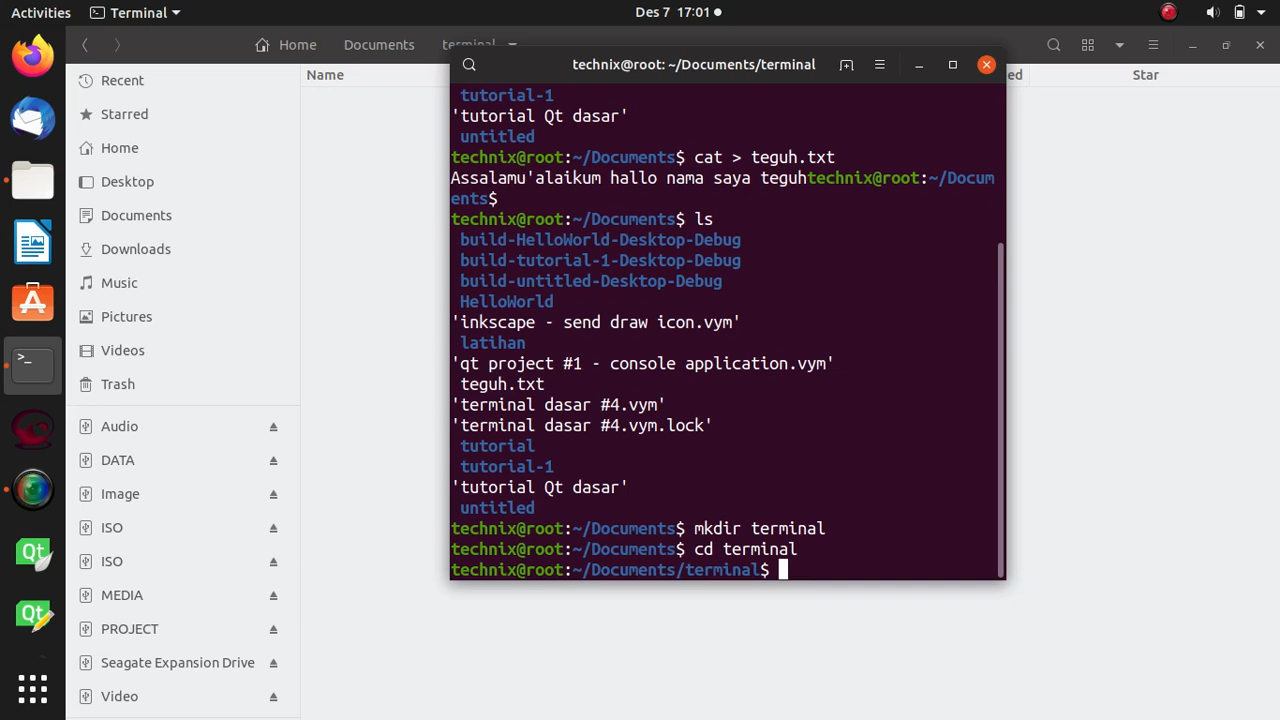 Activities
Terminal
Des 7 17:01
Home
Documents
terminal
technix@root: ~/Documents/terminal
Recent
Starred
Home
Desktop
Documents
Downloads
Music
Pictures
Videos
Trash
Audio
DATA
Image
ISO
ISO
MEDIA
PROJECT
Seagate Expansion Drive
Video
Name
ed
Star
tutorial-1
'tutorial Qt dasar'
untitled
technix@root:~/Documents$ cat > teguh.txt
Assalamu'alaikum hallo nama saya teguhtechnix@root:~/Docum
ents$
technix@root:~/Documents$ ls
build-HelloWorld-Desktop-Debug
build-tutorial-1-Desktop-Debug
build-untitled-Desktop-Debug
HelloWorld
'inkscape - send draw icon.vym'
latihan
'qt project #1 - console application.vym'
teguh.txt
'terminal dasar #4.vym'
'terminal dasar #4.vym.lock'
tutorial
tutorial-1
'tutorial Qt dasar'
untitled
technix@root:~/Documents$ mkdir terminal
technix@root:~/Documents$ cd terminal
technix@root:~/Documents/terminal$
>_
Qt
Qt